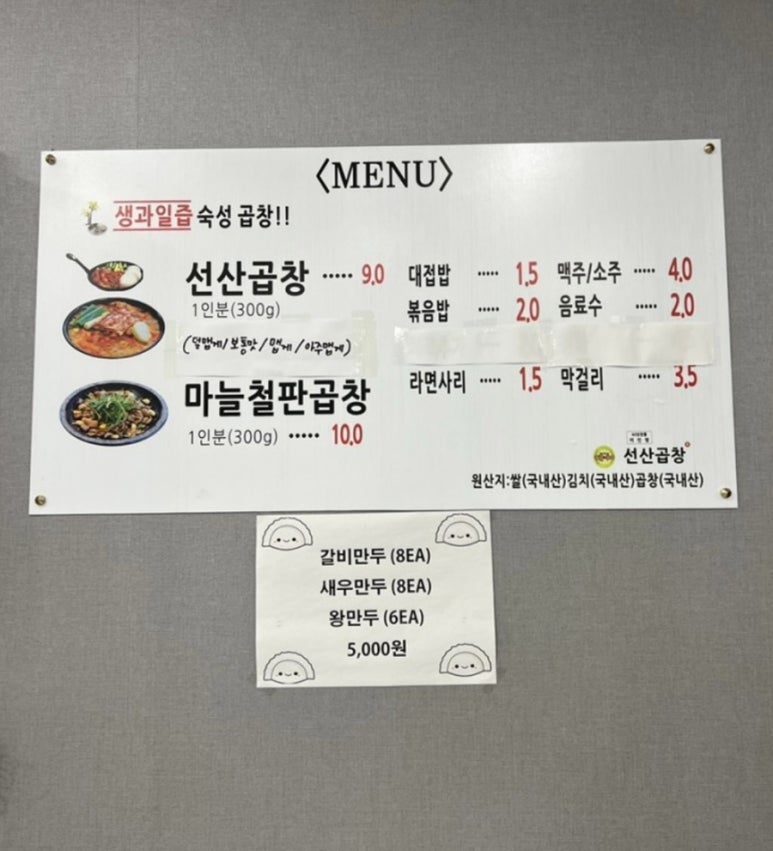 <MENU>
생과일즙 숙성 곱창!!
선산곱창 ····· 9.0
1인분(300g)
(덜맵게/보통맛/맵게/아주맵게)
마늘철판곱창
1인분(300g) ····· 10.0
대접밥 ····· 1.5
볶음밥 ····· 2.0
라면사리 ····· 1.5
맥주/소주 ····· 4.0
음료수 ····· 2.0
막걸리 ····· 3.5
선산곱창
원산지:쌀(국내산)김치(국내산)곱창(국내산)
갈비만두 (8EA)
새우만두 (8EA)
왕만두 (6EA)
5,000원